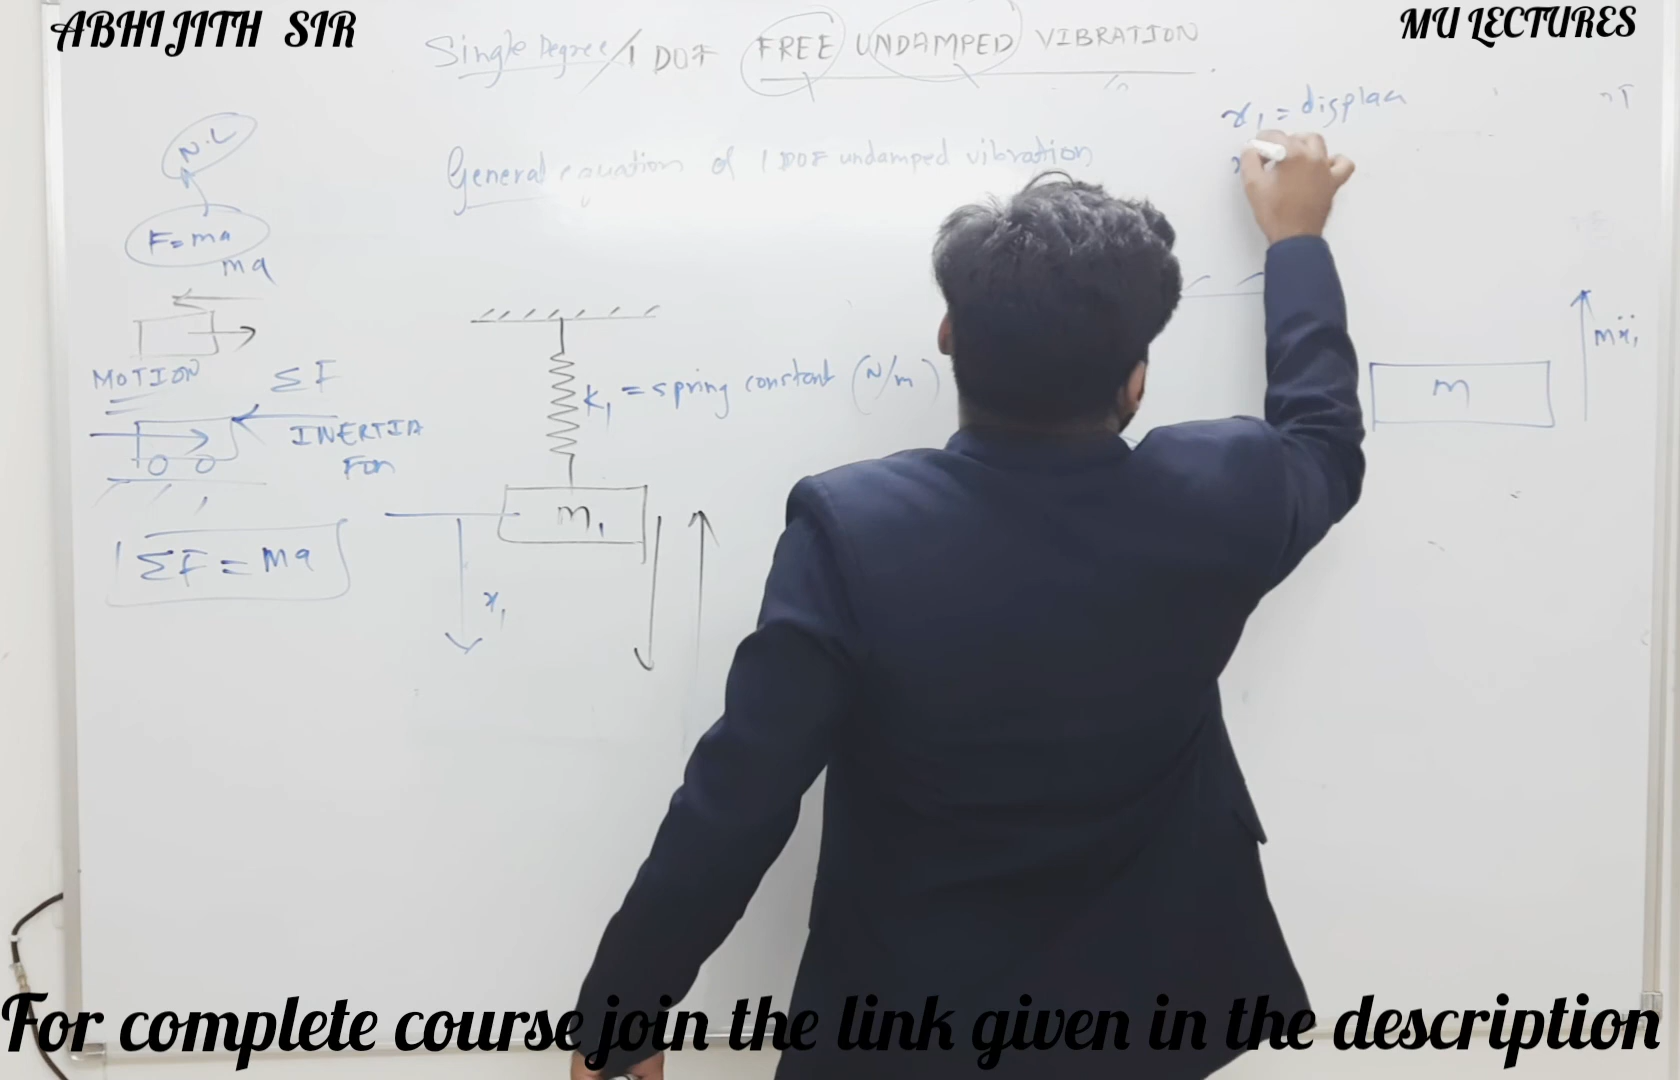 ABHIJITH SIR
MU LECTURES
Single Degree/1 DOF FREE UNDAMPED VIBRATION
x₁ = displac
N.L
General equation of 1 DOF undamped vibration
F=ma
ma
mẍ₁
MOTION
ΣF
K₁ = spring constant (N/m)
m
INERTIA
For
m₁
ΣF = ma
x₁
For complete course join the link given in the description